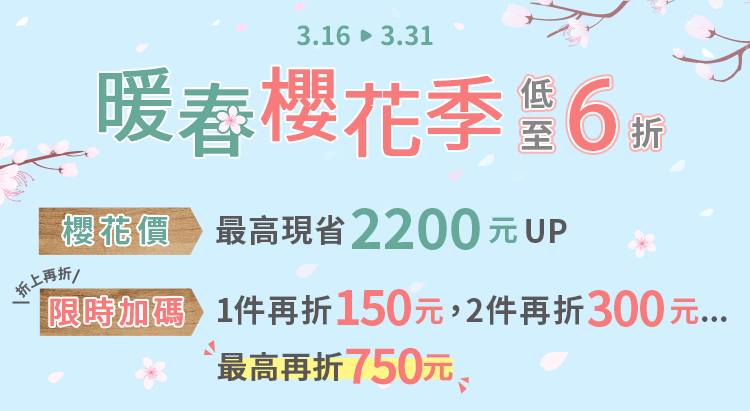 3.16 ▶ 3.31
暖春櫻花季 低至6折
櫻花價 最高現省2200元UP
\折上再折/
限時加碼 1件再折150元，2件再折300元...
最高再折750元